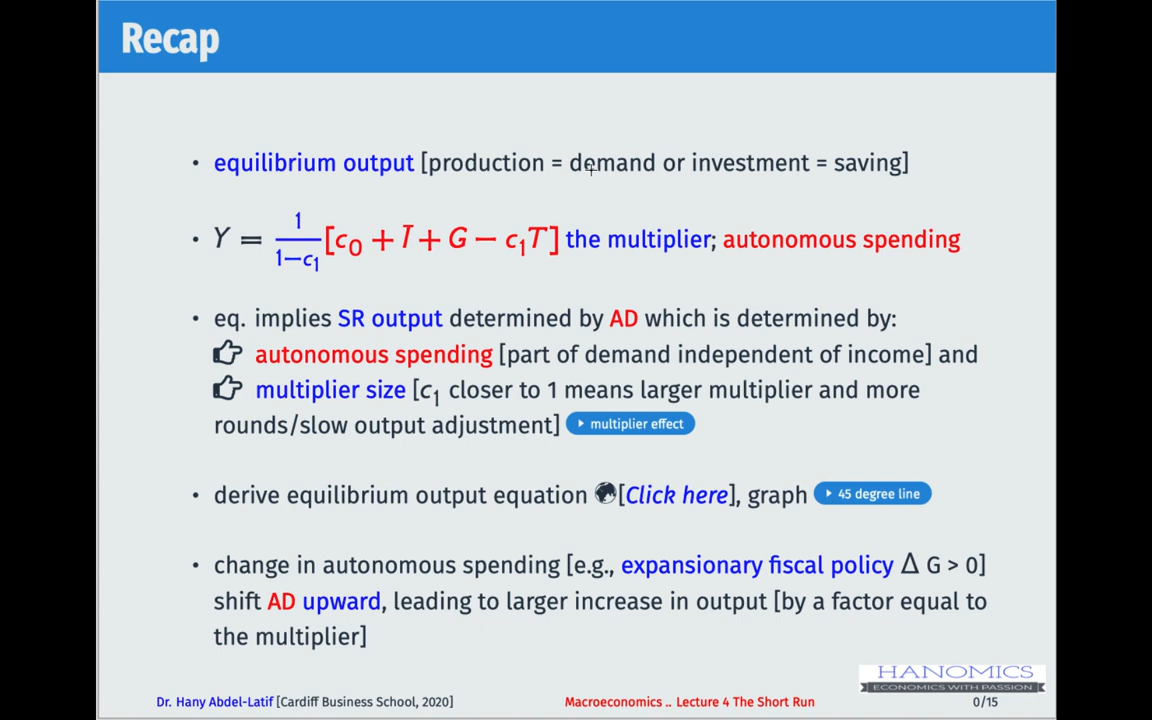 Recap
• equilibrium output [production = demand or investment = saving]
• Y = 1/(1−c₁) [c₀ + Ī + G − c₁T] the multiplier; autonomous spending
• eq. implies SR output determined by AD which is determined by:
☞ autonomous spending [part of demand independent of income] and
☞ multiplier size [c₁ closer to 1 means larger multiplier and more
rounds/slow output adjustment] ▶ multiplier effect
• derive equilibrium output equation [Click here], graph ▶ 45 degree line
• change in autonomous spending [e.g., expansionary fiscal policy Δ G > 0]
shift AD upward, leading to larger increase in output [by a factor equal to
the multiplier]
HANOMICS
ECONOMICS WITH PASSION
Dr. Hany Abdel-Latif [Cardiff Business School, 2020] Macroeconomics .. Lecture 4 The Short Run 0/15